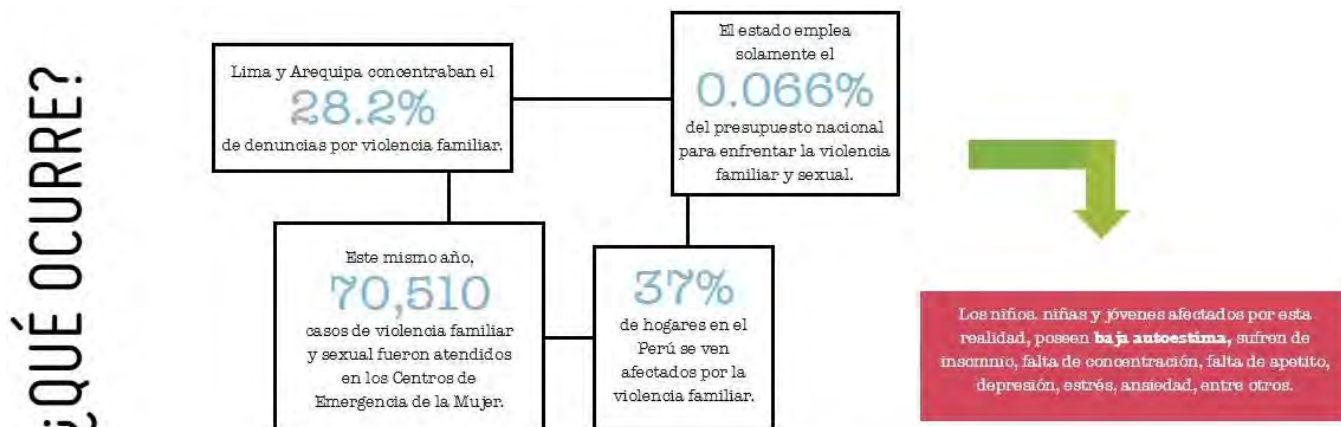 ¿QUÉ OCURRE?
Lima y Arequipa concentraban el
28.2%
de denuncias por violencia familiar.
El estado emplea
solamente el
0.066%
del presupuesto nacional
para enfrentar la violencia
familiar y sexual.
Este mismo año,
70,510
casos de violencia familiar
y sexual fueron atendidos
en los Centros de
Emergencia de la Mujer.
37%
de hogares en el
Perú se ven
afectados por la
violencia familiar.
Los niños. niñas y jóvenes afectados por esta
realidad, poseen baja autoestima, sufren de
insomnio, falta de concentración, falta de apetito,
depresión, estrés, ansiedad, entre otros.